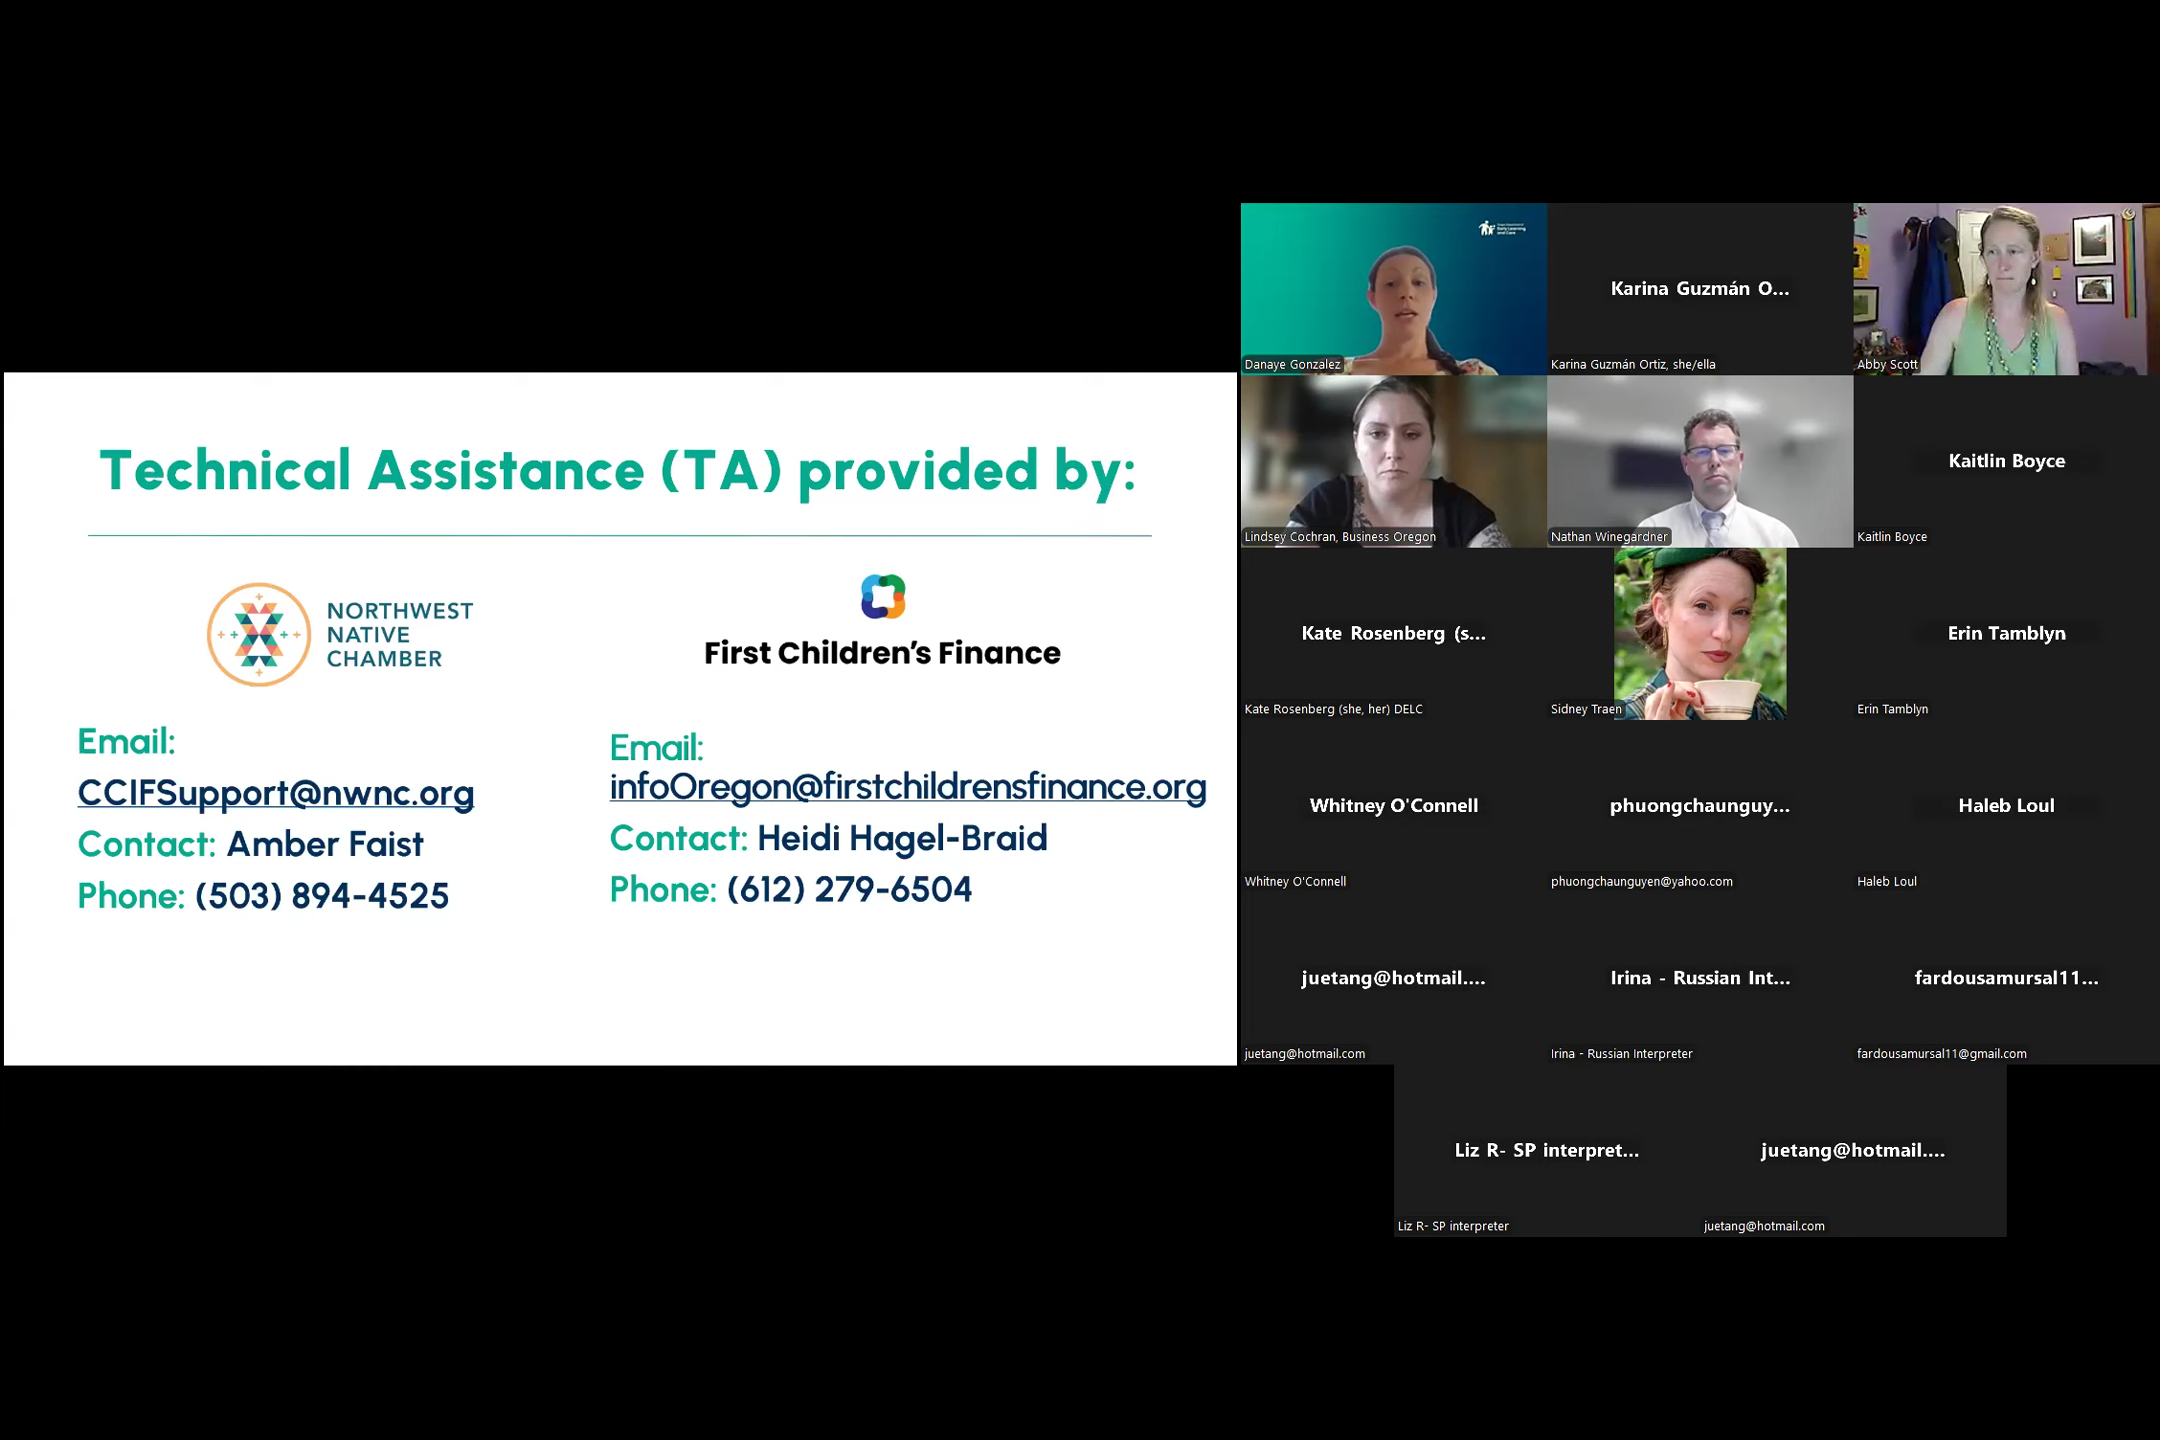 Technical Assistance (TA) provided by:
NORTHWEST
NATIVE
CHAMBER
Email:
CCIFSupport@nwnc.org
Contact: Amber Faist
Phone: (503) 894-4525
First Children's Finance
Email:
infoOregon@firstchildrensfinance.org
Contact: Heidi Hagel-Braid
Phone: (612) 279-6504
Early Learning
and Care
Danaye Gonzalez
Karina Guzmán O...
Karina Guzmán Ortiz, she/ella
Abby Scott
Lindsey Cochran, Business Oregon
Nathan Winegardner
Kaitlin Boyce
Kaitlin Boyce
Kate Rosenberg (s...
Kate Rosenberg (she, her) DELC
Sidney Traen
Erin Tamblyn
Erin Tamblyn
Whitney O'Connell
Whitney O'Connell
phuongchaunguy...
phuongchaunguyen@yahoo.com
Haleb Loul
Haleb Loul
juetang@hotmail....
juetang@hotmail.com
Irina - Russian Int...
Irina - Russian Interpreter
fardousamursal11...
fardousamursal11@gmail.com
Liz R- SP interpret...
Liz R- SP interpreter
juetang@hotmail....
juetang@hotmail.com